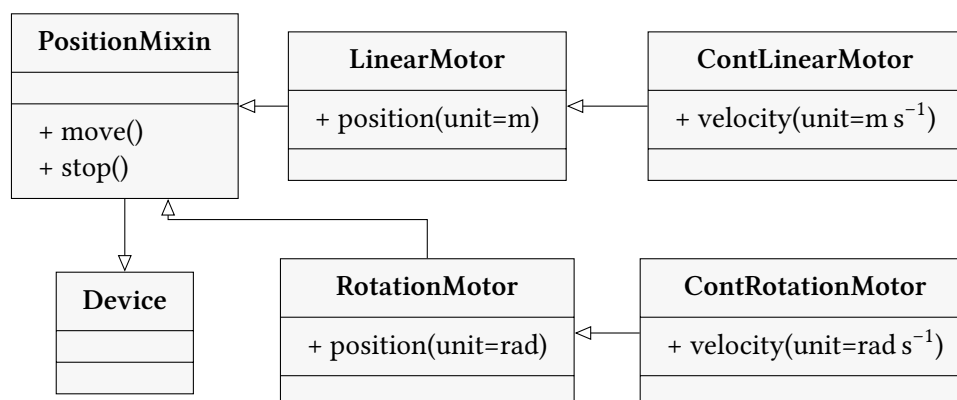 PositionMixin
+ move()
+ stop()
LinearMotor
+ position(unit=m)
ContLinearMotor
+ velocity(unit=m s⁻¹)
Device
RotationMotor
+ position(unit=rad)
ContRotationMotor
+ velocity(unit=rad s⁻¹)